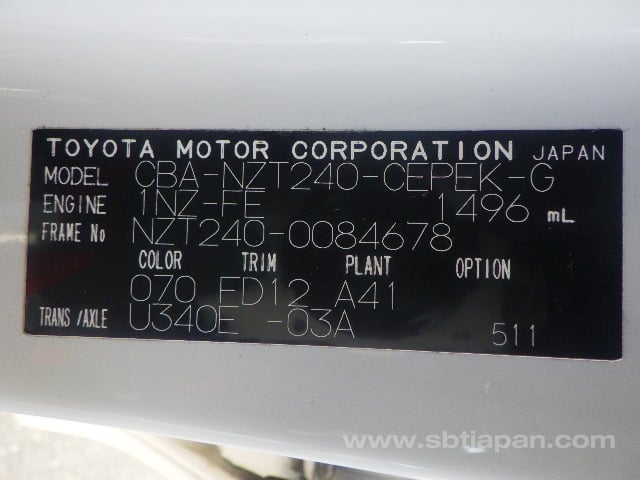 TOYOTA MOTOR CORPORATION JAPAN
MODEL CBA-NZT240-CEPEK-G
ENGINE 1NZ-FE 1496 mL
FRAME No NZT240-0084678
COLOR TRIM PLANT OPTION
070 FD12 A41
TRANS /AXLE U340E -03A 511
www.sbtjapan.com